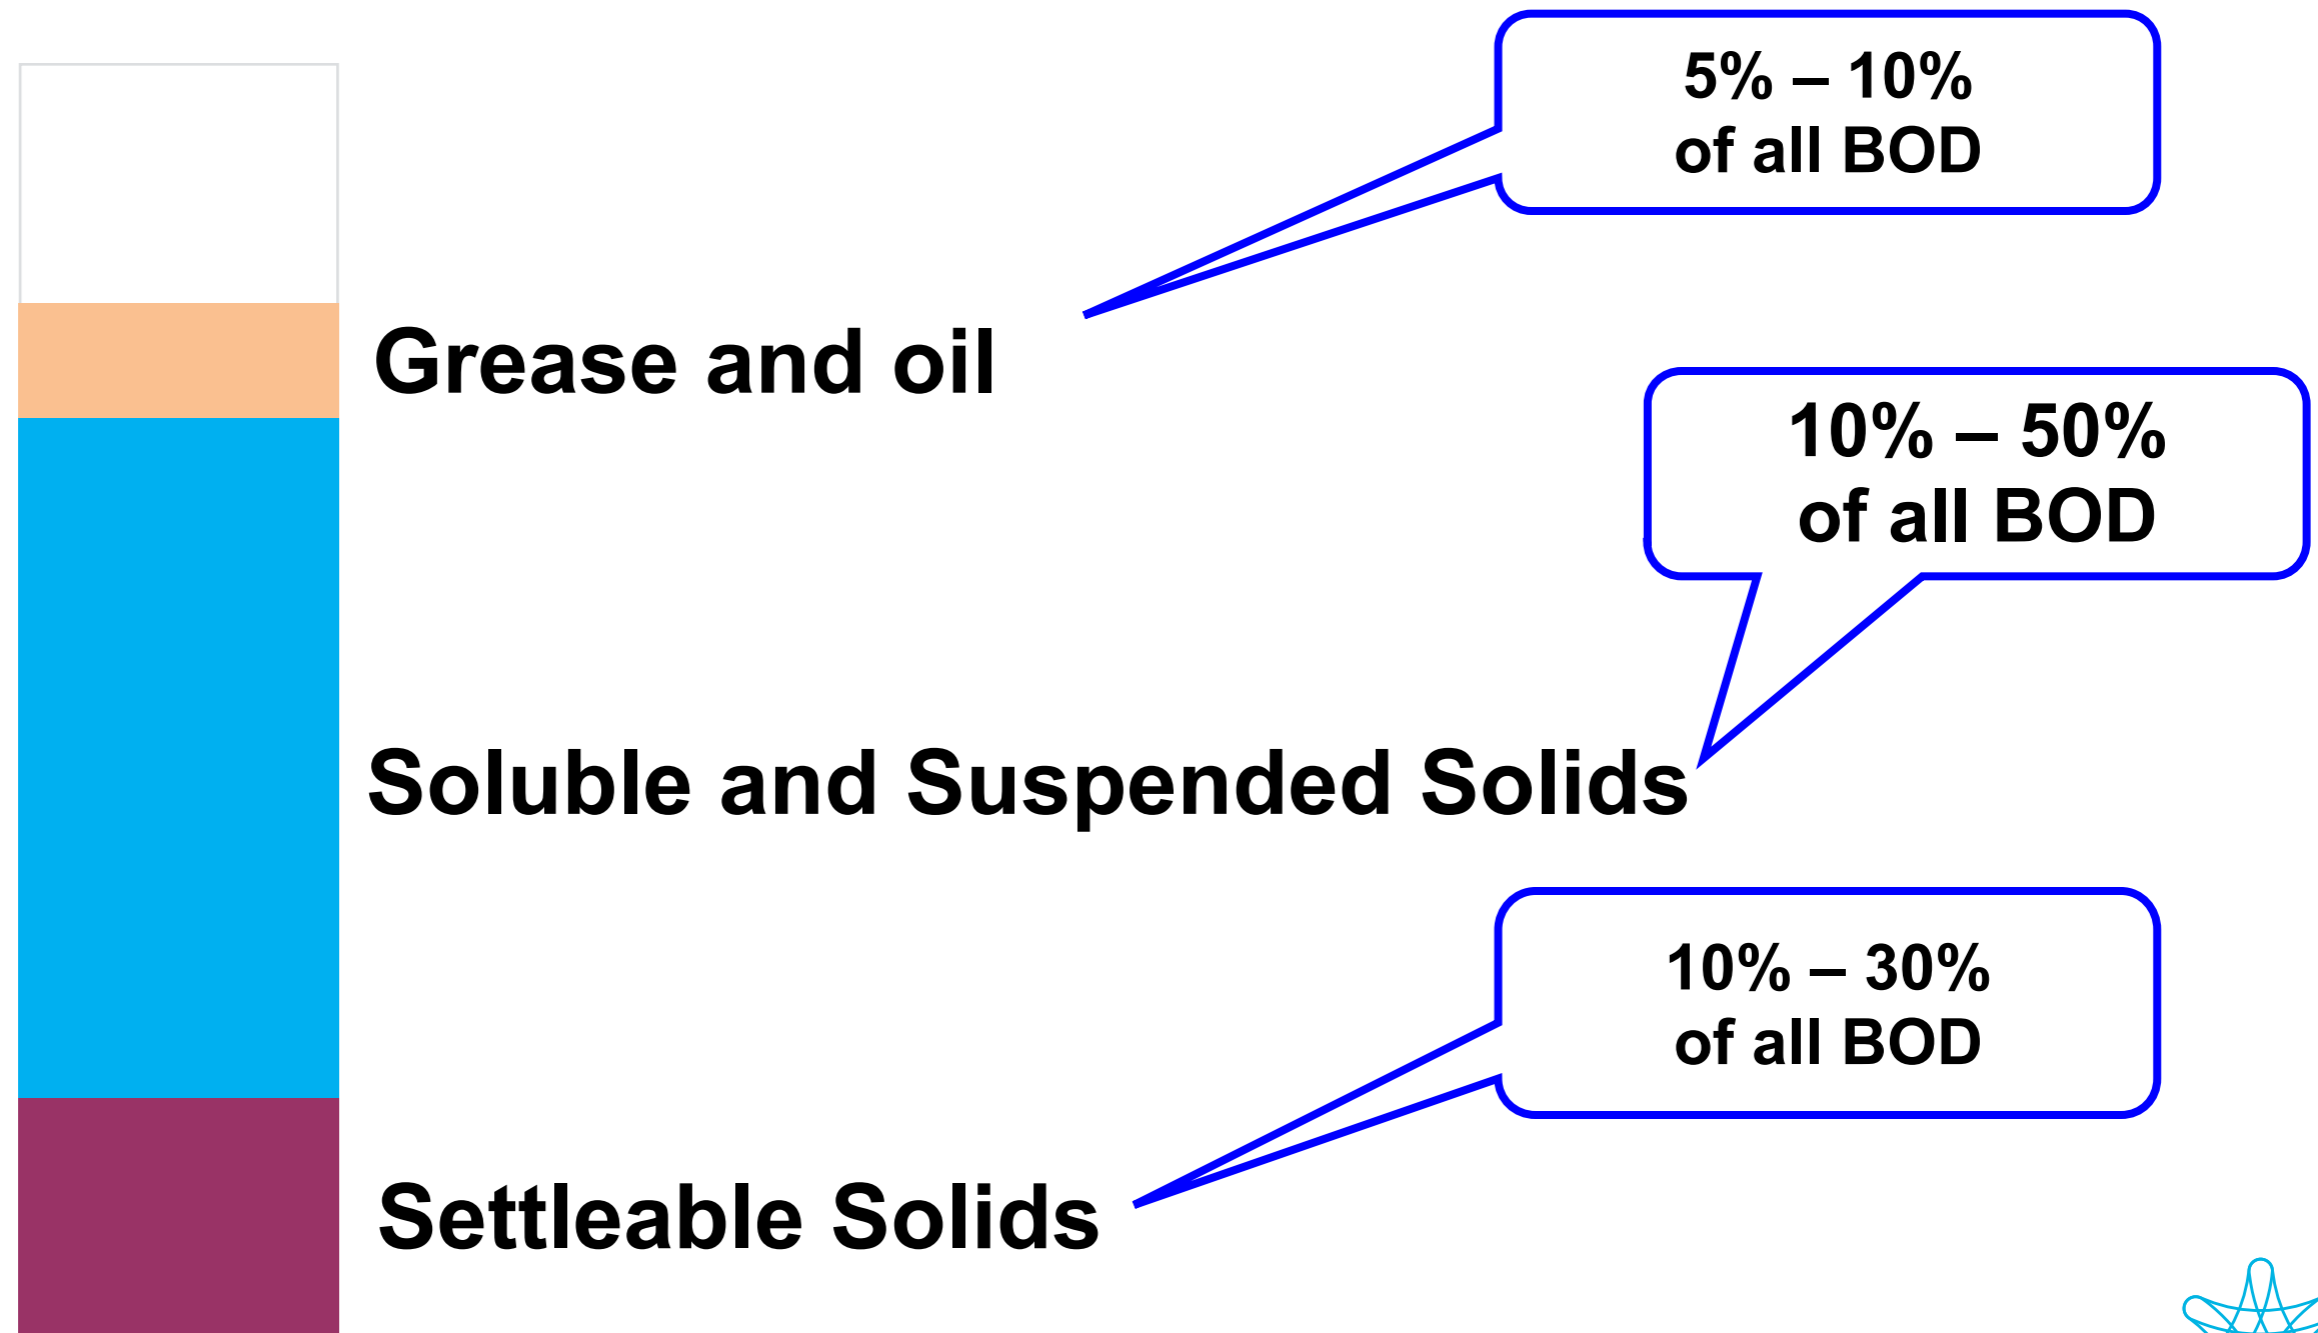 5% – 10%
of all BOD
Grease and oil
10% – 50%
of all BOD
Soluble and Suspended Solids
10% – 30%
of all BOD
Settleable Solids